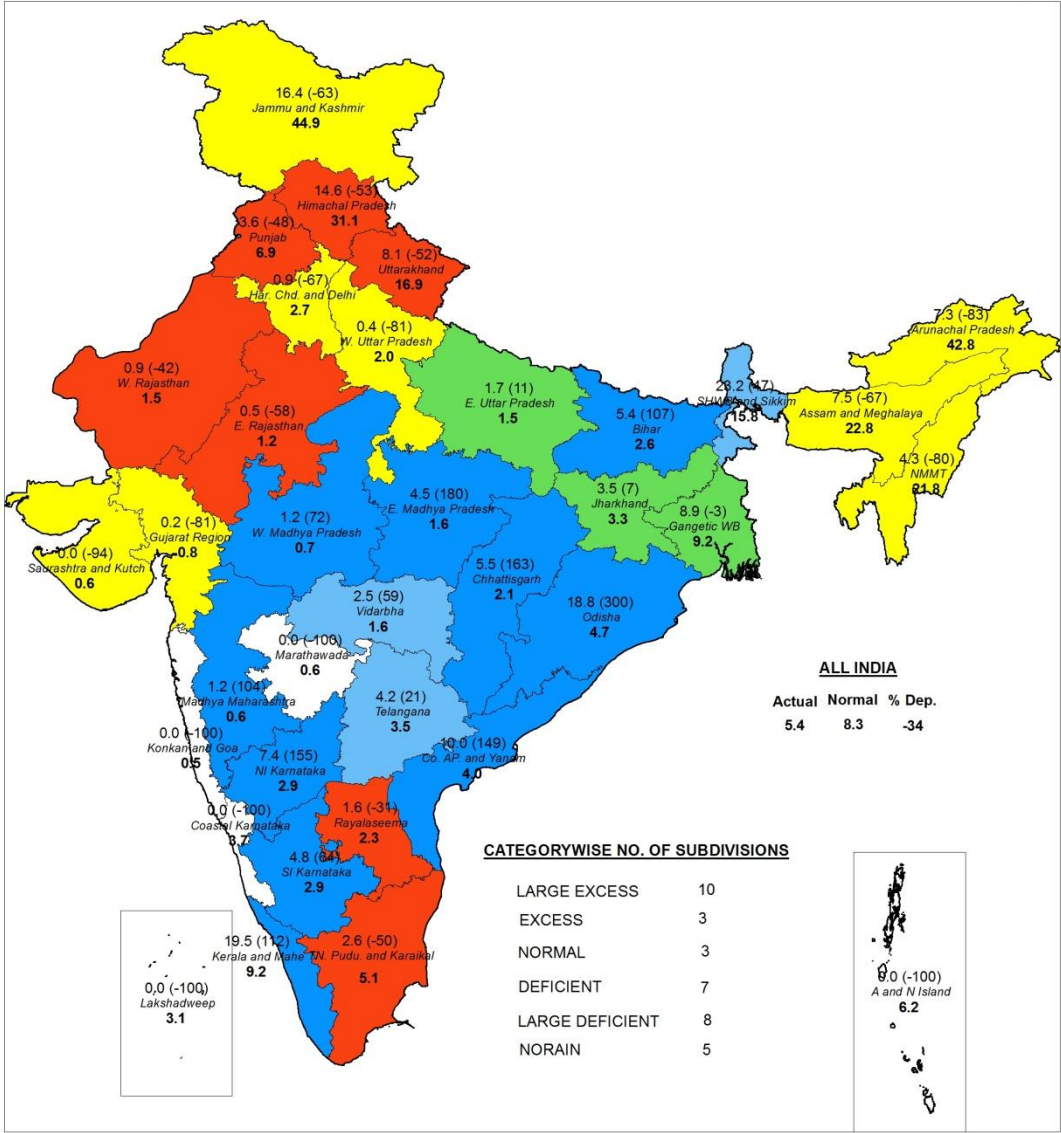 16.4 (-63)
Jammu and Kashmir
44.9
14.6 (-53)
Himachal Pradesh
31.1
3.6 (-48)
Punjab
6.9
8.1 (-52)
Uttarakhand
16.9
0.9 (-67)
Har. Chd. and Delhi
2.7
0.4 (-81)
W. Uttar Pradesh
2.0
7.3 (-83)
Arunachal Pradesh
42.8
0.9 (-42)
W. Rajasthan
1.5
0.5 (-58)
E. Rajasthan
1.2
1.7 (11)
E. Uttar Pradesh
1.5
5.4 (107)
Bihar
2.6
23.2 (47)
SHWB and Sikkim
15.8
7.5 (-67)
Assam and Meghalaya
22.8
4.3 (-80)
NMMT
21.8
0.2 (-81)
Gujarat Region
0.8
0.0 (-94)
Saurashtra and Kutch
0.6
1.2 (72)
W. Madhya Pradesh
0.7
4.5 (180)
E. Madhya Pradesh
1.6
3.5 (7)
Jharkhand
3.3
8.9 (-3)
Gangetic WB
9.2
5.5 (163)
Chhattisgarh
2.1
18.8 (300)
Odisha
4.7
2.5 (59)
Vidarbha
1.6
0.0 (-100)
Marathawada
0.6
1.2 (104)
Madhya Maharashtra
0.6
4.2 (21)
Telangana
3.5
0.0 (-100)
Konkan and Goa
0.5
7.4 (155)
NI Karnataka
2.9
10.0 (149)
Co. AP. and Yanam
4.0
0.0 (-100)
Coastal Karnataka
3.7
1.6 (-31)
Rayalaseema
2.3
4.8 (64)
SI Karnataka
2.9
19.5 (112)
Kerala and Mahe
9.2
2.6 (-50)
TN. Pudu. and Karaikal
5.1
0.0 (-100)
Lakshadweep
3.1
0.0 (-100)
A and N Island
6.2
ALL INDIA
Actual Normal % Dep.
5.4 8.3 -34
CATEGORYWISE NO. OF SUBDIVISIONS
LARGE EXCESS 10
EXCESS 3
NORMAL 3
DEFICIENT 7
LARGE DEFICIENT 8
NORAIN 5